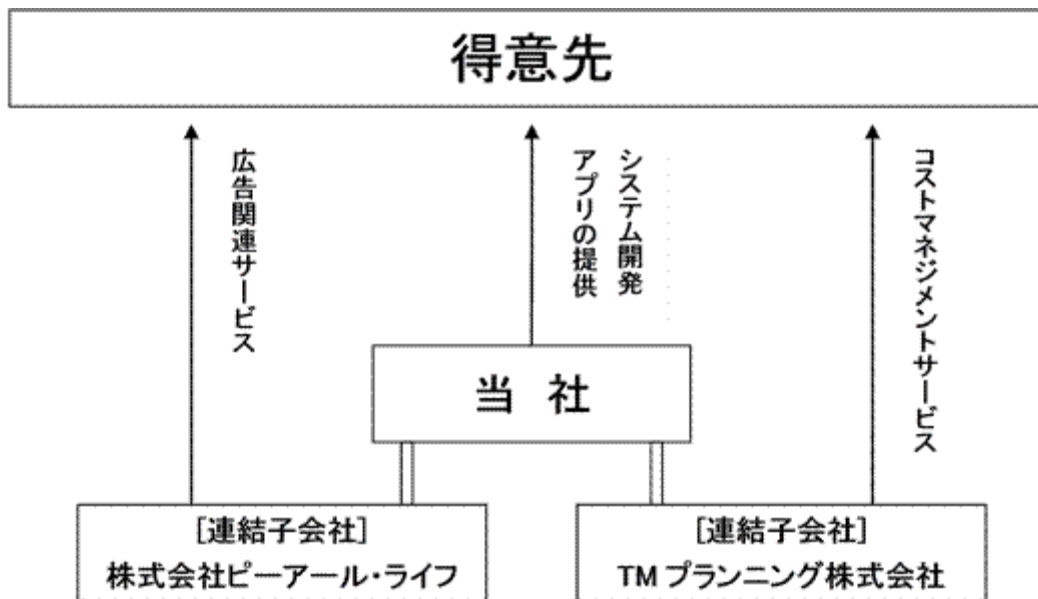 得意先
広告関連サービス
システム開発
アプリの提供
コストマネジメントサービス
当 社
[連結子会社]
株式会社ピーアール・ライフ
[連結子会社]
TMプランニング株式会社